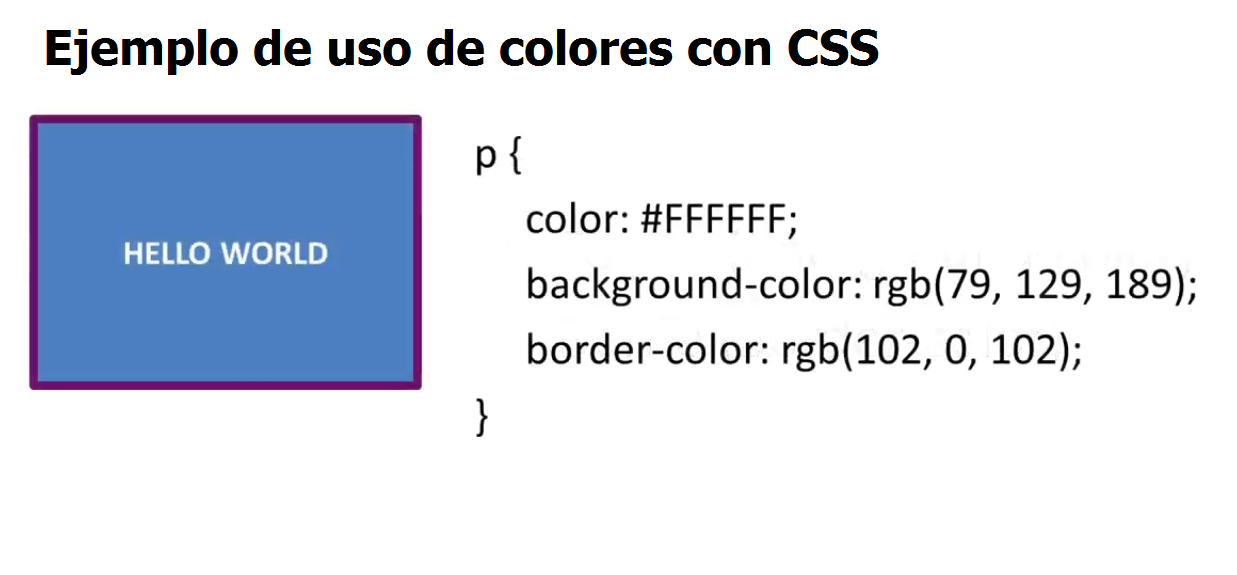 Ejemplo de uso de colores con CSS
HELLO WORLD
p {
color: #FFFFFF;
background-color: rgb(79, 129, 189);
border-color: rgb(102, 0, 102);
}